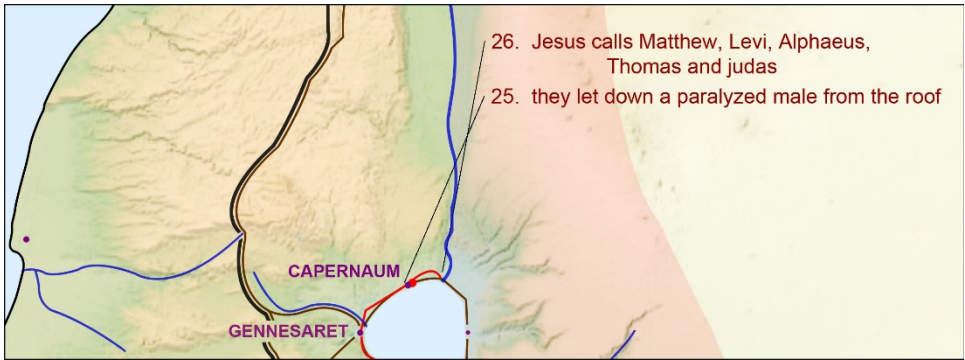 26. Jesus calls Matthew, Levi, Alphaeus,
Thomas and judas
25. they let down a paralyzed male from the roof
CAPERNAUM
GENNESARET